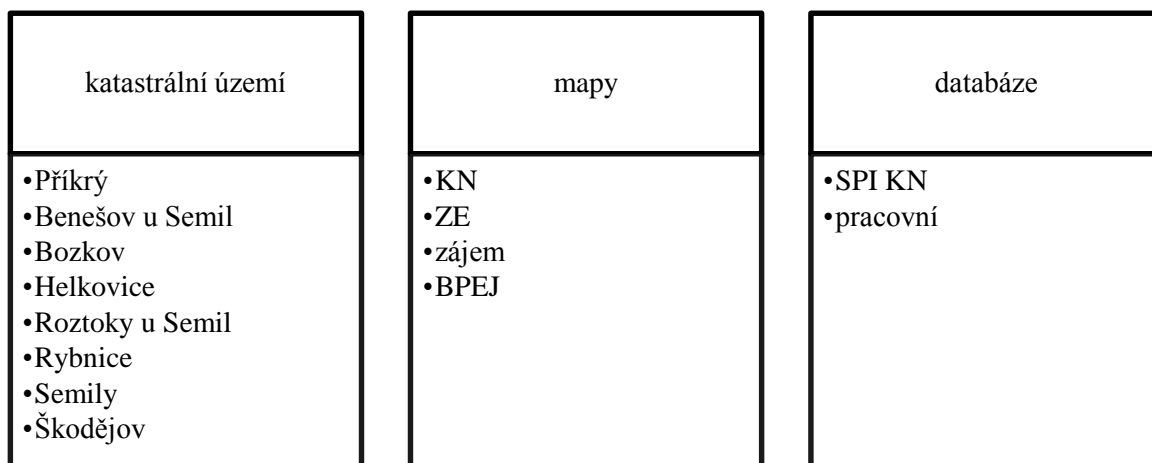 katastrální území
•Příkrý
•Benešov u Semil
•Bozkov
•Helkovice
•Roztoky u Semil
•Rybnice
•Semily
•Škodějov
mapy
•KN
•ZE
•zájem
•BPEJ
databáze
•SPI KN
•pracovní